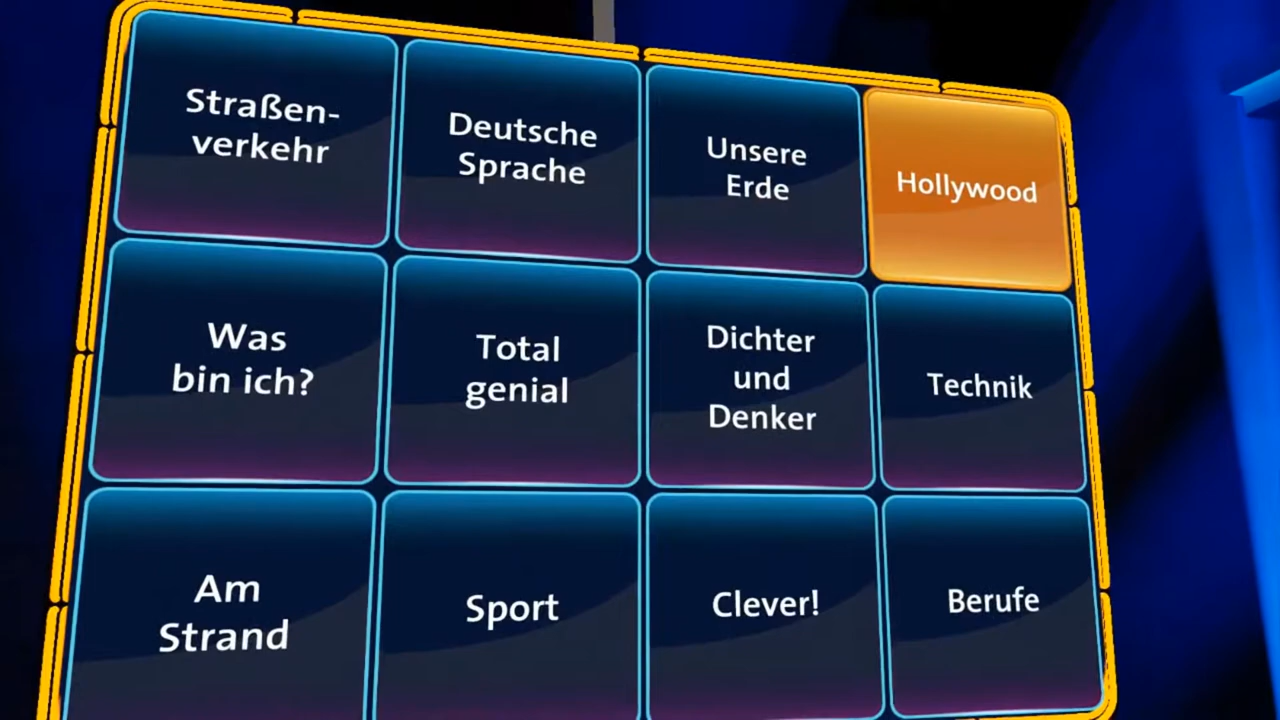 Straßen-
verkehr
Deutsche
Sprache
Unsere
Erde
Hollywood
Was
bin ich?
Total
genial
Dichter
und
Denker
Technik
Am
Strand
Sport
Clever!
Berufe